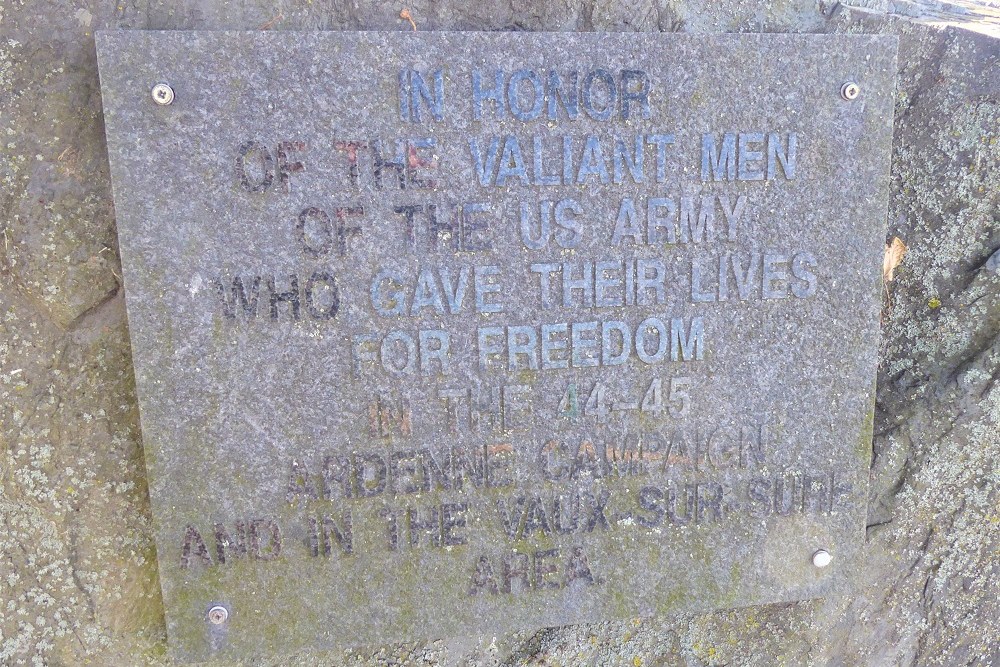 IN HONOR
OF THE VALIANT MEN
OF THE US ARMY
WHO GAVE THEIR LIVES
FOR FREEDOM
IN THE 44-45
ARDENNE CAMPAIGN
AND IN THE VAUX-SUR-SURE
AREA